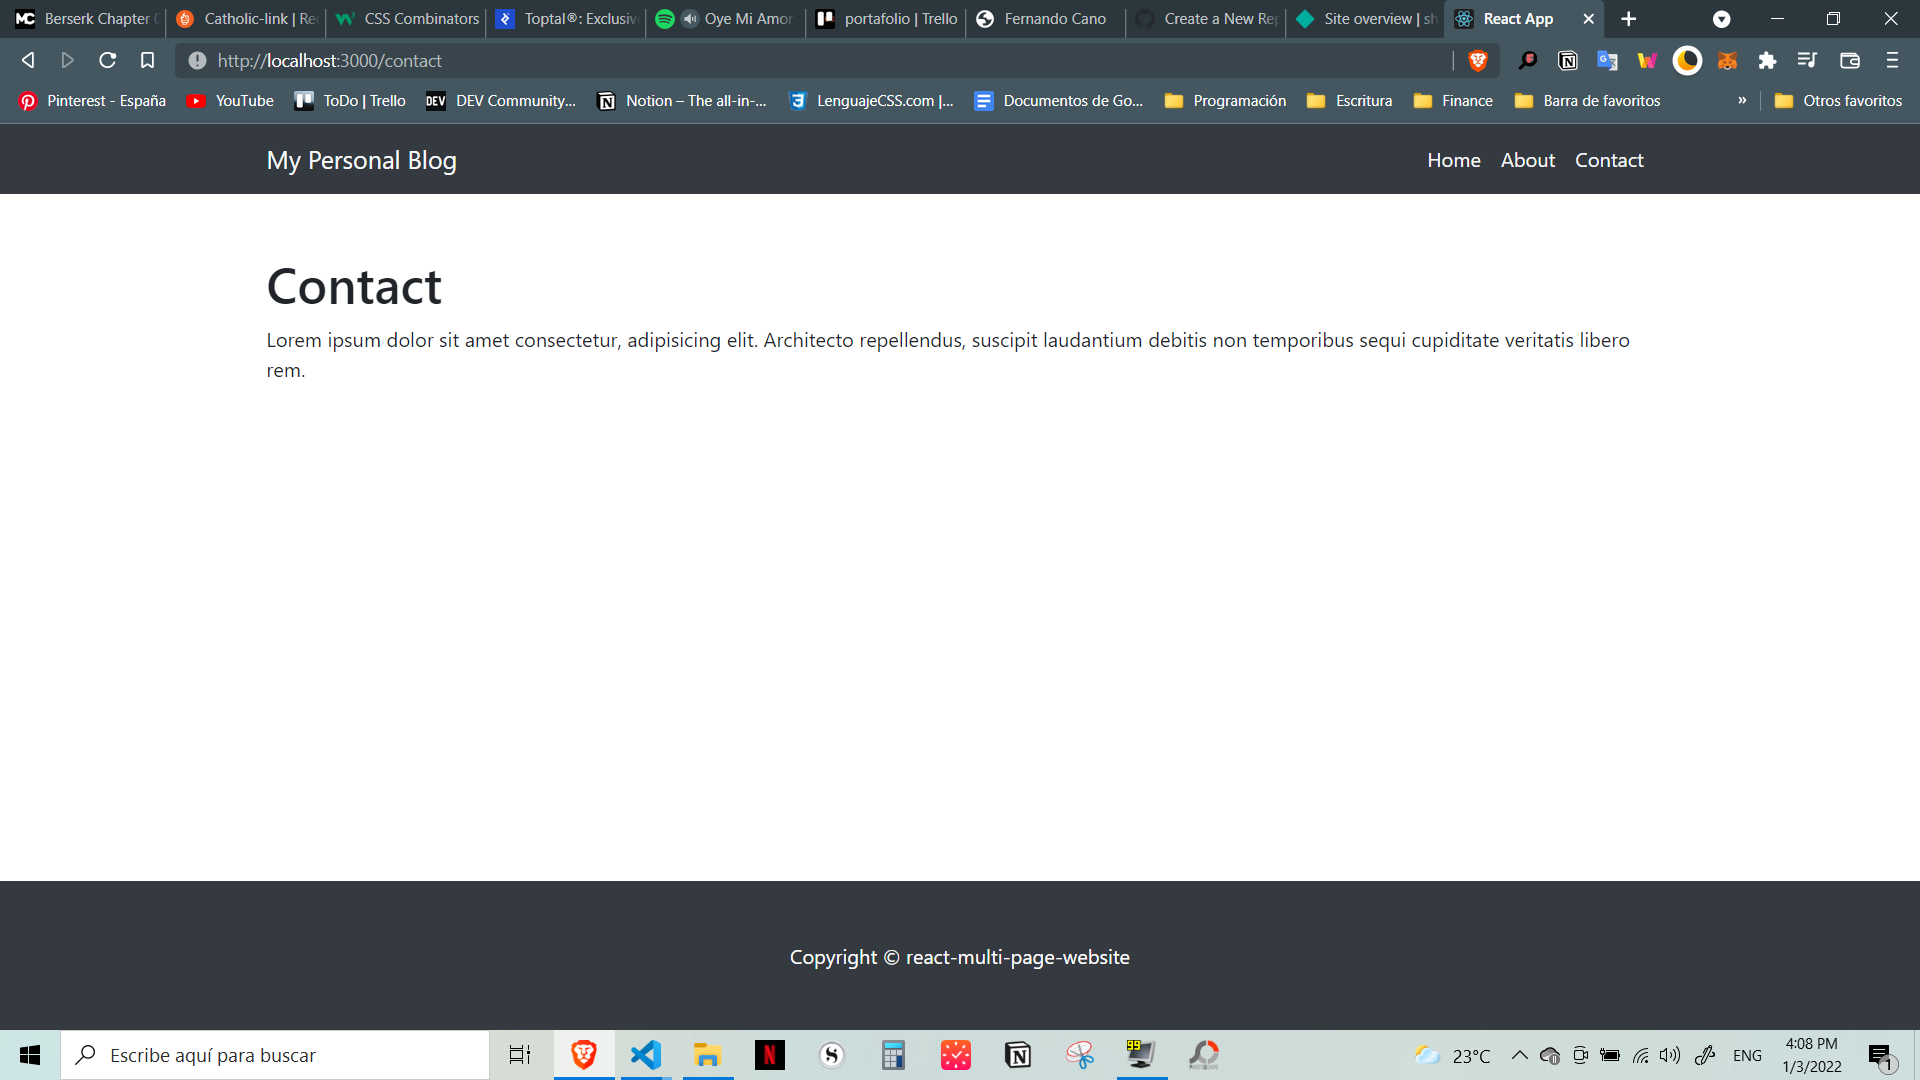 Berserk Chapter
Catholic-link | Re
CSS Combinators
Toptal®: Exclusiv
Oye Mi Amor
portafolio | Trello
Fernando Cano
Create a New Rep
Site overview | sh
React App
http://localhost:3000/contact
Pinterest - España
YouTube
ToDo | Trello
DEV Community...
Notion – The all-in-...
LenguajeCSS.com |...
Documentos de Go...
Programación
Escritura
Finance
Barra de favoritos
»
Otros favoritos
My Personal Blog
Home About Contact
Contact
Lorem ipsum dolor sit amet consectetur, adipisicing elit. Architecto repellendus, suscipit laudantium debitis non temporibus sequi cupiditate veritatis libero
rem.
Copyright © react-multi-page-website
Escribe aquí para buscar
99
23°C
ENG
4:08 PM
1/3/2022
1